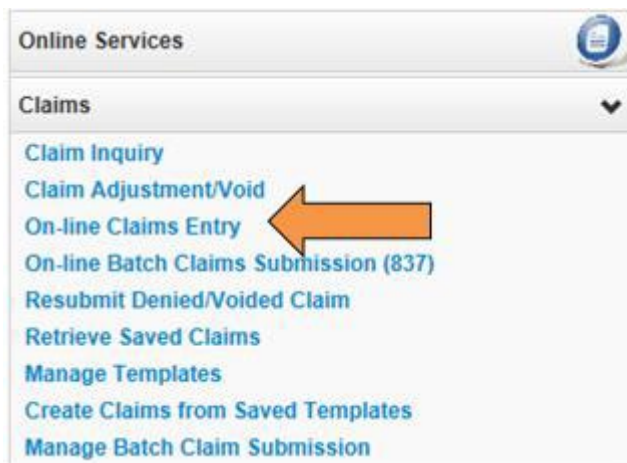 Online Services
Claims
Claim Inquiry
Claim Adjustment/Void
On-line Claims Entry
On-line Batch Claims Submission (837)
Resubmit Denied/Voided Claim
Retrieve Saved Claims
Manage Templates
Create Claims from Saved Templates
Manage Batch Claim Submission